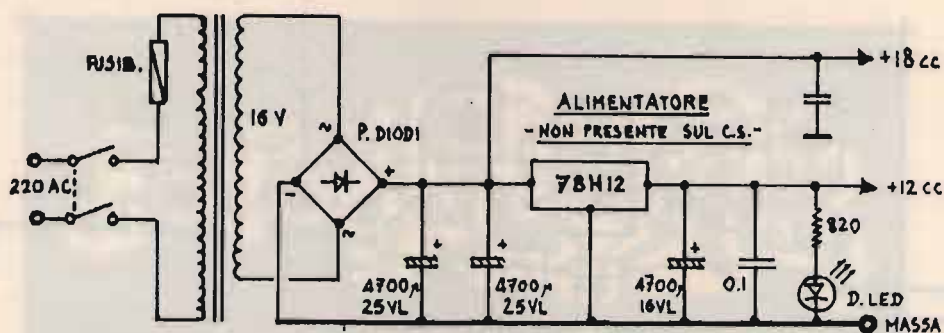 FUSIB.
220 AC
16 V
P. DIODI
~
+
-
~
ALIMENTATORE
- NON PRESENTE SUL C.S. -
78H12
+18 CC
+12 CC
+
4700µ
25VL
+
4700µ
25VL
+
4700µ
16VL
0.1
820
D. LED
MASSA